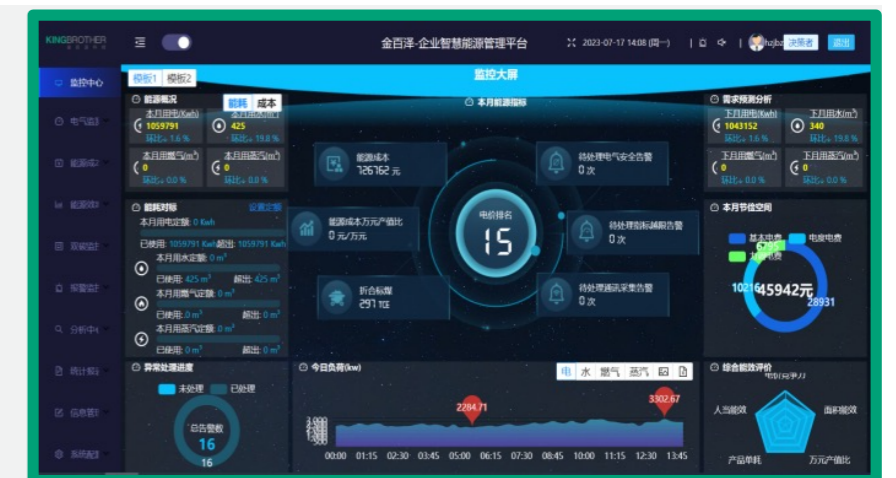 KINGBROTHER
金百泽-企业智慧能源管理平台
2023-07-17 14:08 (周一)
hzjbz
决策者
退出
监控中心
模板1 模板2
监控大屏
能源概况
能耗 成本
本月用电(Kwh)
1059791
环比↓ 1.6 %
本月用水(m³)
425
环比↓ 19.8 %
本月用燃气(m³)
0
环比↓ 0.0 %
本月用蒸汽(m³)
0
环比↓ 0.0 %
能耗对标
设置定额
本月用电定额: 0 Kwh
已使用: 1059791 Kwh 超出: 1059791 Kwh
本月用水定额: 0 m³
已使用: 425 m³ 超出: 425 m³
本月用燃气定额: 0 m³
已使用: 0 m³ 超出: 0 m³
本月用蒸汽定额: 0 m³
已使用: 0 m³ 超出: 0 m³
异常处理进度
未处理 已处理
总告警数
16
16
本月能源指标
能源成本
726762 元
能源成本万元产值比
0 元/万元
折合标煤
297 TCE
电价排名
15
待处理电气安全告警
0 次
待处理指标越限告警
0 次
待处理通讯采集告警
0 次
今日负荷(kw)
电 水 燃气 蒸汽
2284.71
3302.67
3,000
00:00 01:15 02:30 03:45 05:00 06:15 07:30 08:45 10:00 11:15 12:30 13:45
需求预测分析
下月用电(Kwh)
1043152
环比↓ 1.6 %
下月用水(m³)
340
环比↓ 19.8 %
下月用燃气(m³)
0
环比↓ 0.0 %
下月用蒸汽(m³)
0
环比↓ 0.0 %
本月节俭空间
基本电费 电度电费
6795
10216
45942元
28931
综合能效评价
人当能效
面积能效
产品单耗
万元产值比